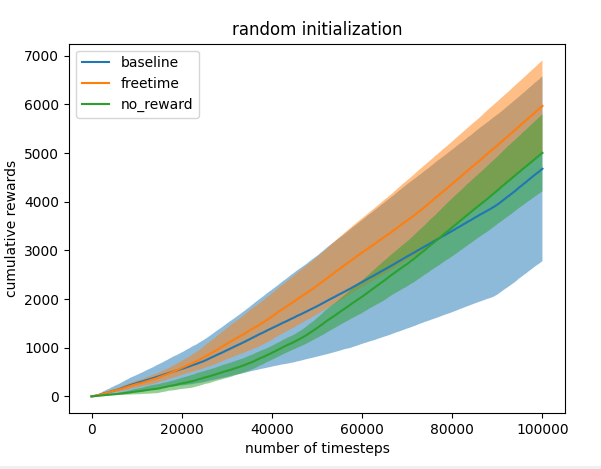 random initialization
baseline
freetime
no_reward
cumulative rewards
7000
6000
5000
4000
3000
2000
1000
0
0 20000 40000 60000 80000 100000
number of timesteps